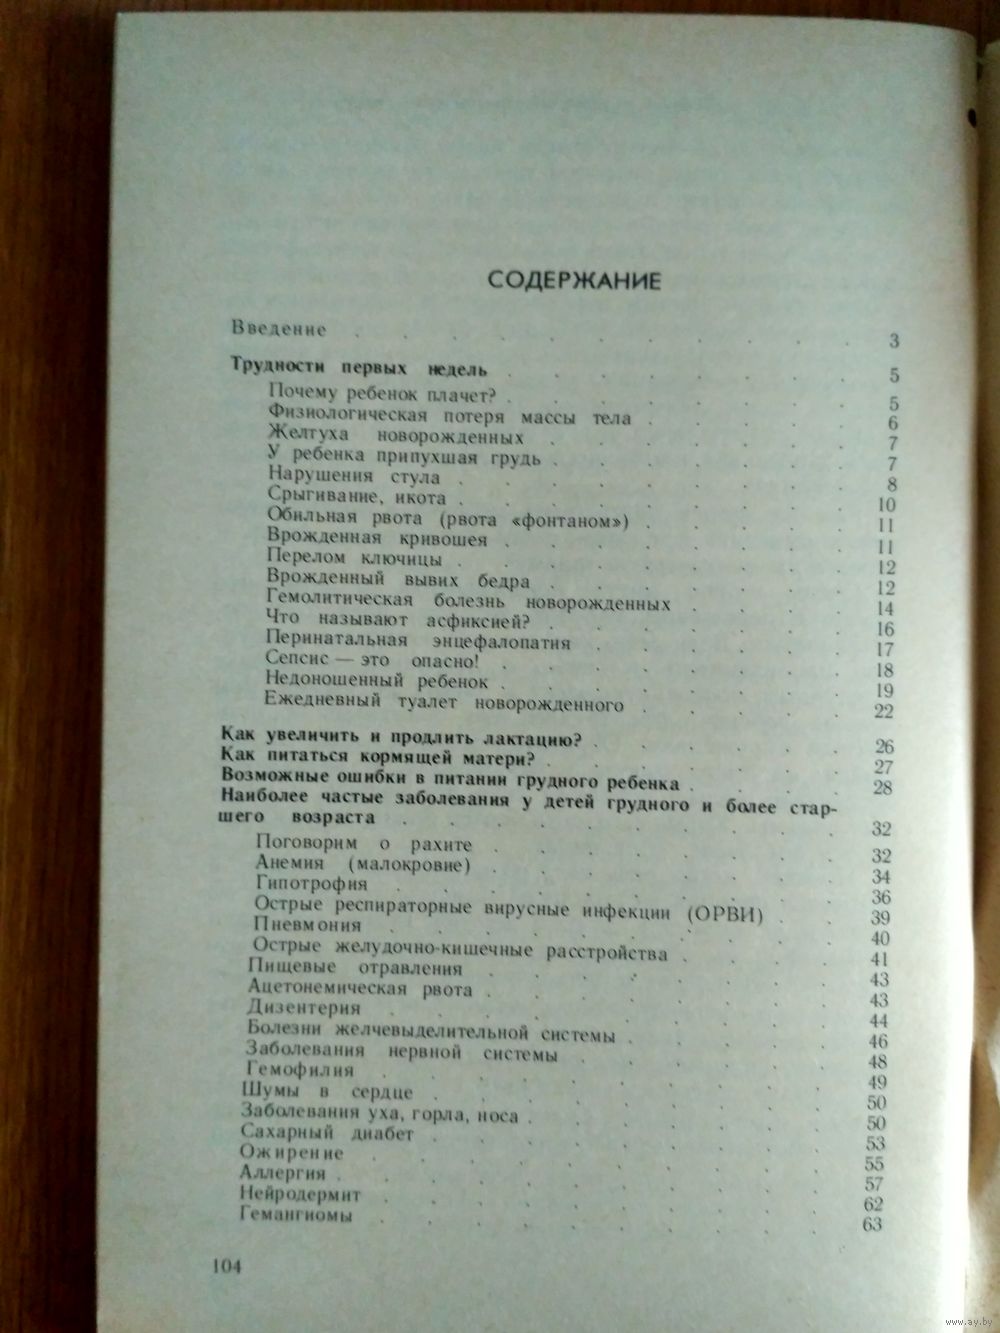 СОДЕРЖАНИЕ
Введение . . . . . . . . . . . 3
Трудности первых недель . . . . . . . . 5
Почему ребенок плачет? . . . . . . . . 5
Физиологическая потеря массы тела . . . . . 6
Желтуха новорожденных . . . . . . . 7
У ребенка припухшая грудь . . . . . . . 7
Нарушения стула . . . . . . . . . 8
Срыгивание, икота . . . . . . . . . 10
Обильная рвота (рвота «фонтаном») . . . . . 11
Врожденная кривошея . . . . . . . . 11
Перелом ключицы . . . . . . . . . 12
Врожденный вывих бедра . . . . . . . 12
Гемолитическая болезнь новорожденных . . . . 14
Что называют асфиксией? . . . . . . . 16
Перинатальная энцефалопатия . . . . . . 17
Сепсис — это опасно! . . . . . . . . 18
Недоношенный ребенок . . . . . . . . 19
Ежедневный туалет новорожденного . . . . . 22
Как увеличить и продлить лактацию? . . . . . . 26
Как питаться кормящей матери? . . . . . . . 27
Возможные ошибки в питании грудного ребенка . . . . 28
Наиболее частые заболевания у детей грудного и более стар-
шего возраста . . . . . . . . . . 32
Поговорим о рахите . . . . . . . . 32
Анемия (малокровие) . . . . . . . . 34
Гипотрофия . . . . . . . . . . 36
Острые респираторные вирусные инфекции (ОРВИ) . . 39
Пневмония . . . . . . . . . . 40
Острые желудочно-кишечные расстройства . . . . 41
Пищевые отравления . . . . . . . . 43
Ацетонемическая рвота . . . . . . . . 43
Дизентерия . . . . . . . . . . 44
Болезни желчевыделительной системы . . . . . 46
Заболевания нервной системы . . . . . . 48
Гемофилия . . . . . . . . . . 49
Шумы в сердце . . . . . . . . . 50
Заболевания уха, горла, носа . . . . . . . 50
Сахарный диабет . . . . . . . . . 53
Ожирение . . . . . . . . . . 55
Аллергия . . . . . . . . . . . 57
Нейродермит . . . . . . . . . . 62
Гемангиомы . . . . . . . . . . 63
104
www.ay.by